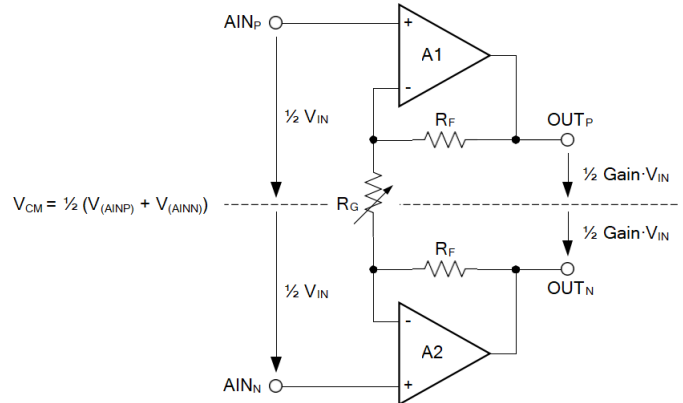 AINP
+
A1
-
½ VIN
RF
OUTP
½ Gain·VIN
VCM = ½ (V(AINP) + V(AINN))
RG
½ Gain·VIN
RF
½ VIN
OUTN
-
A2
AINN
+